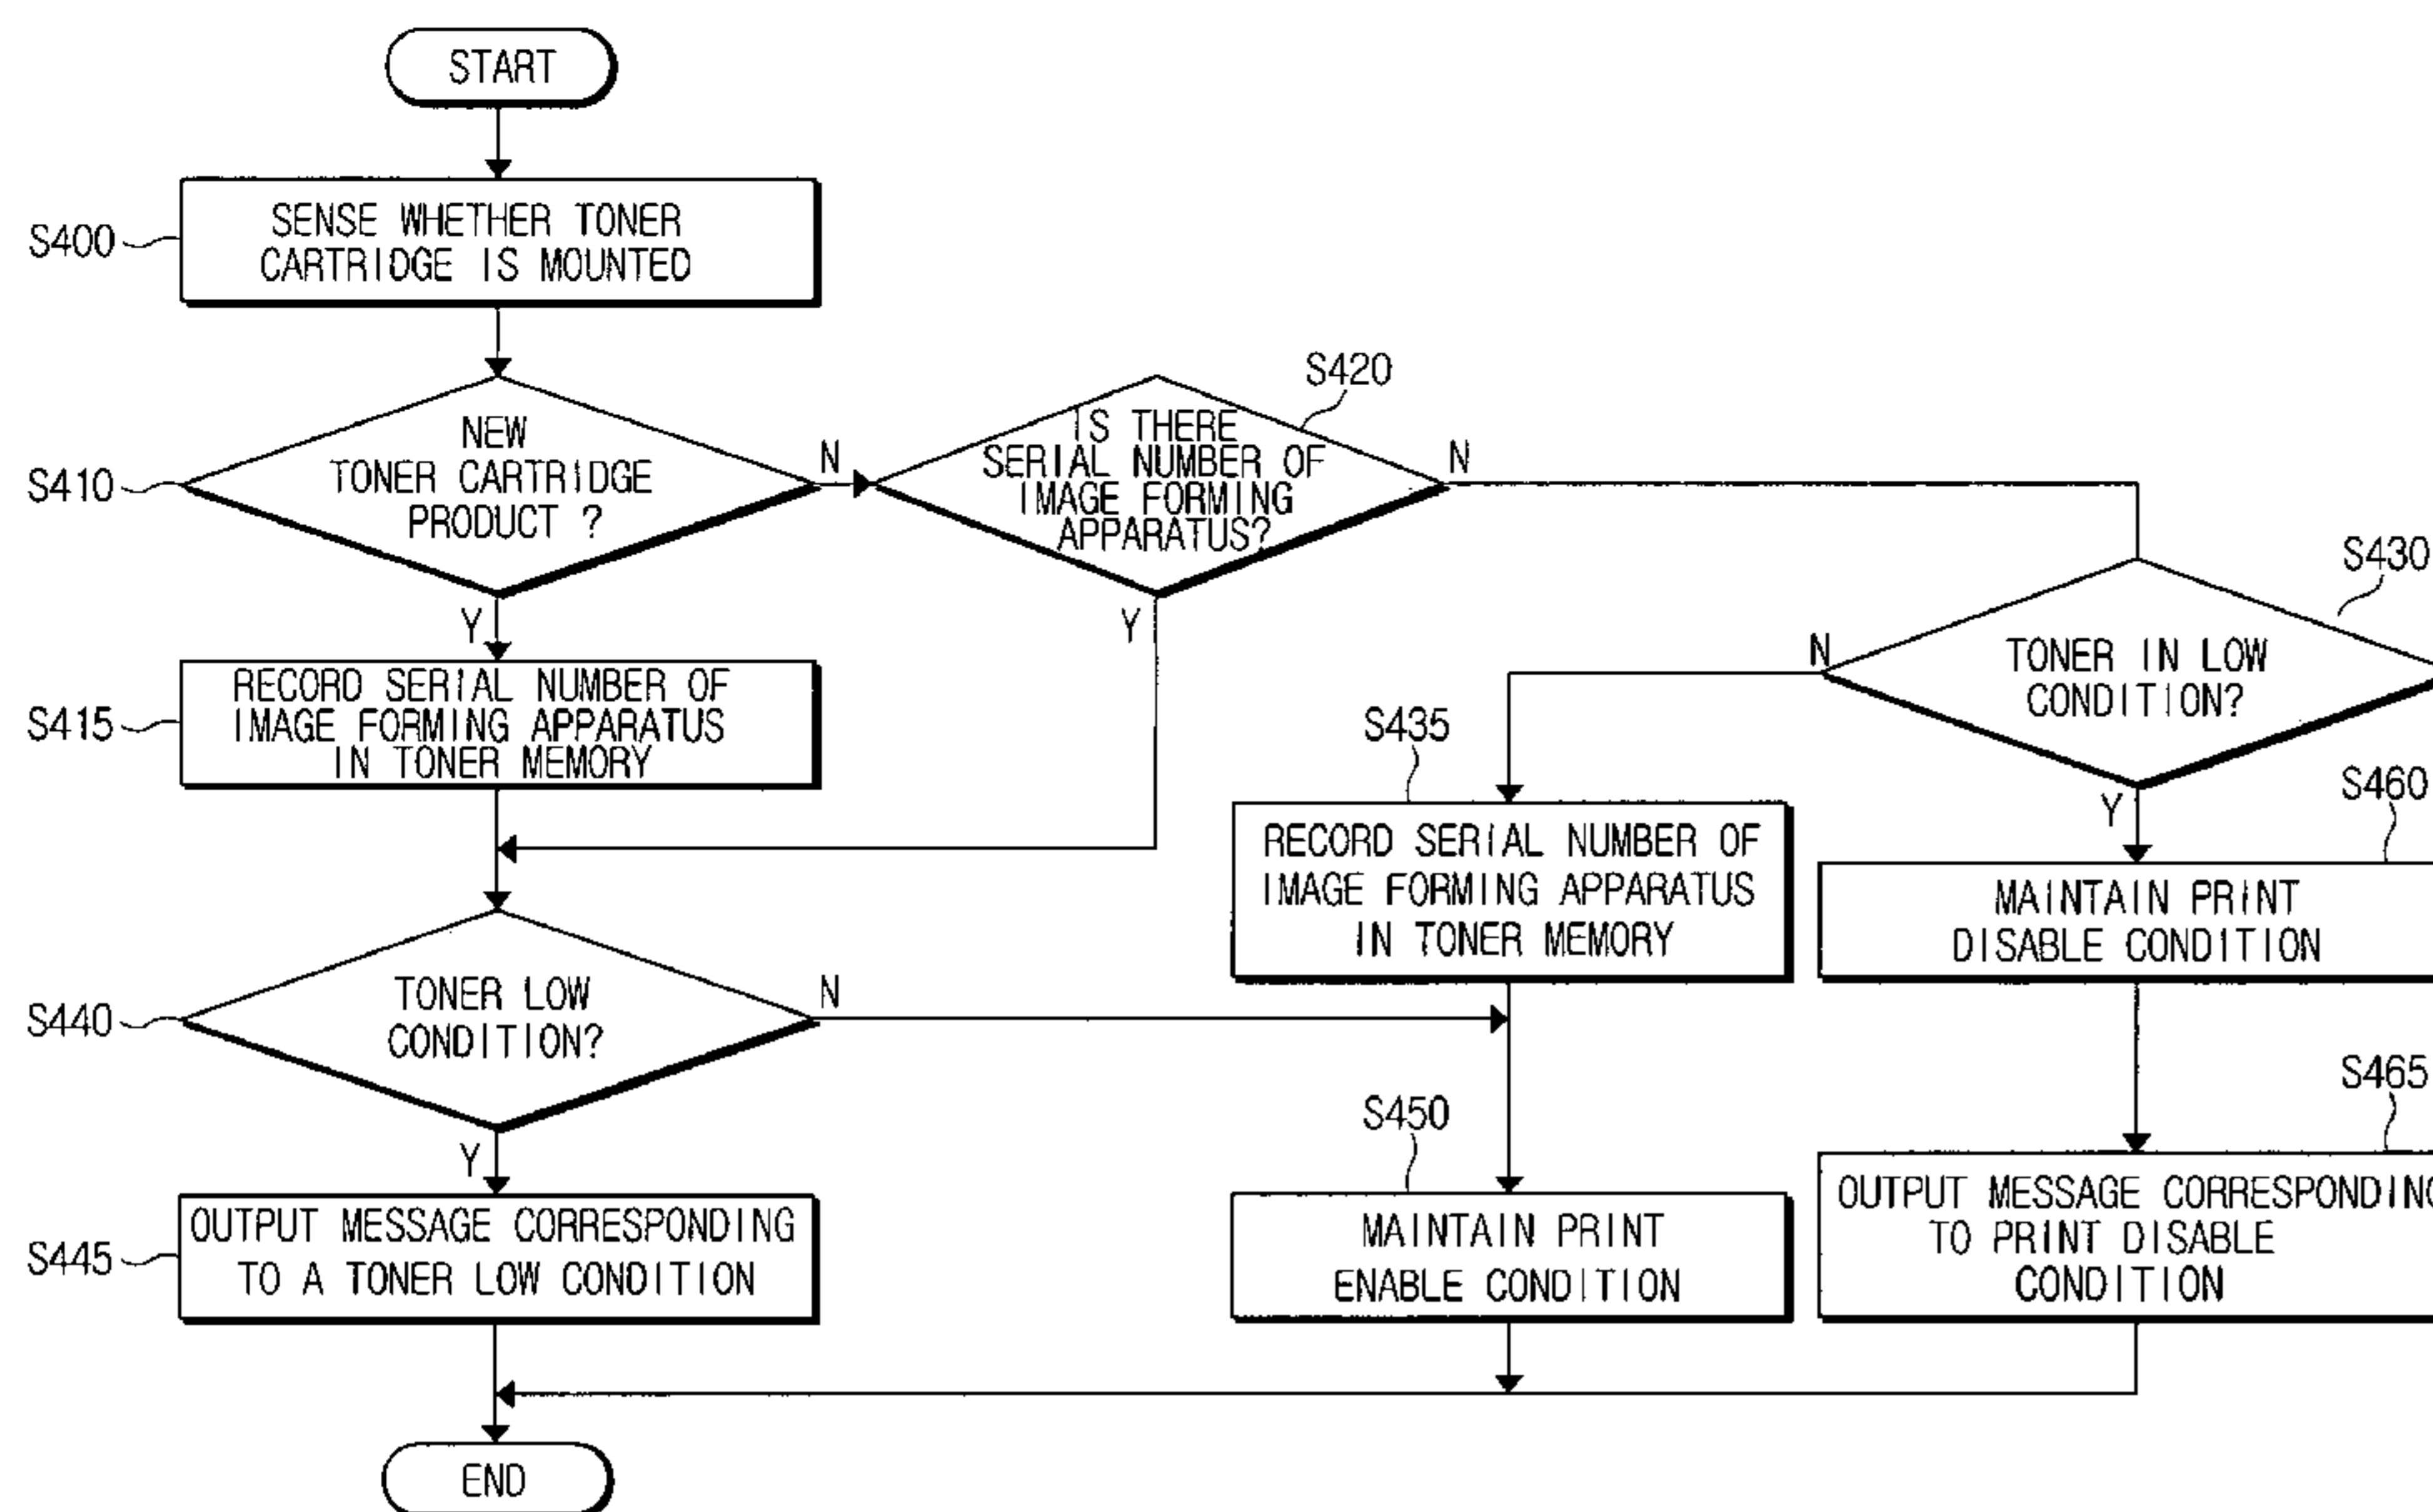 START
S400
SENSE WHETHER TONER
CARTRIDGE IS MOUNTED
S410
NEW
TONER CARTRIDGE
PRODUCT ?
N
Y
S420
IS THERE
SERIAL NUMBER OF
IMAGE FORMING
APPARATUS?
N
Y
S430
TONER IN LOW
CONDITION?
N
Y
S415
RECORD SERIAL NUMBER OF
IMAGE FORMING APPARATUS
IN TONER MEMORY
S435
RECORD SERIAL NUMBER OF
IMAGE FORMING APPARATUS
IN TONER MEMORY
S460
MAINTAIN PRINT
DISABLE CONDITION
S440
TONER LOW
CONDITION?
N
Y
S445
OUTPUT MESSAGE CORRESPONDING
TO A TONER LOW CONDITION
S450
MAINTAIN PRINT
ENABLE CONDITION
S465
OUTPUT MESSAGE CORRESPONDING
TO PRINT DISABLE
CONDITION
END